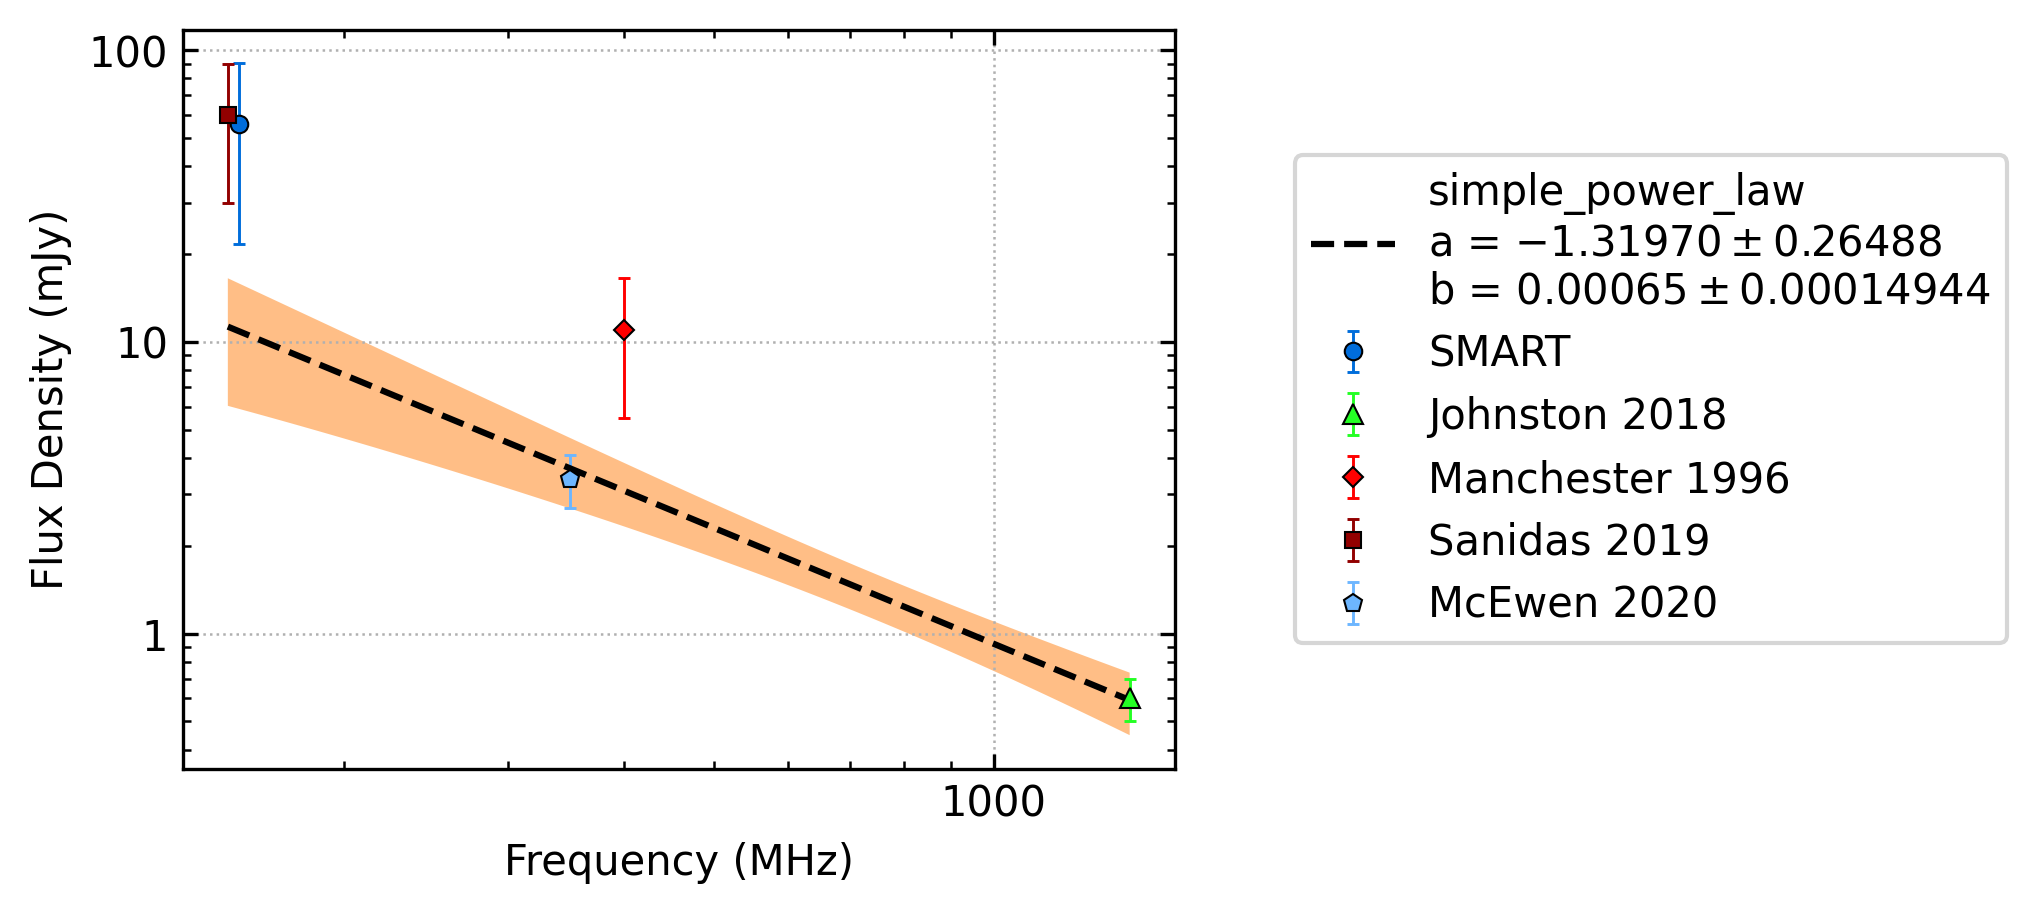 100
10
1
Flux Density (mJy)
1000
Frequency (MHz)
simple_power_law
a = −1.31970 ± 0.26488
b = 0.00065 ± 0.00014944
SMART
Johnston 2018
Manchester 1996
Sanidas 2019
McEwen 2020